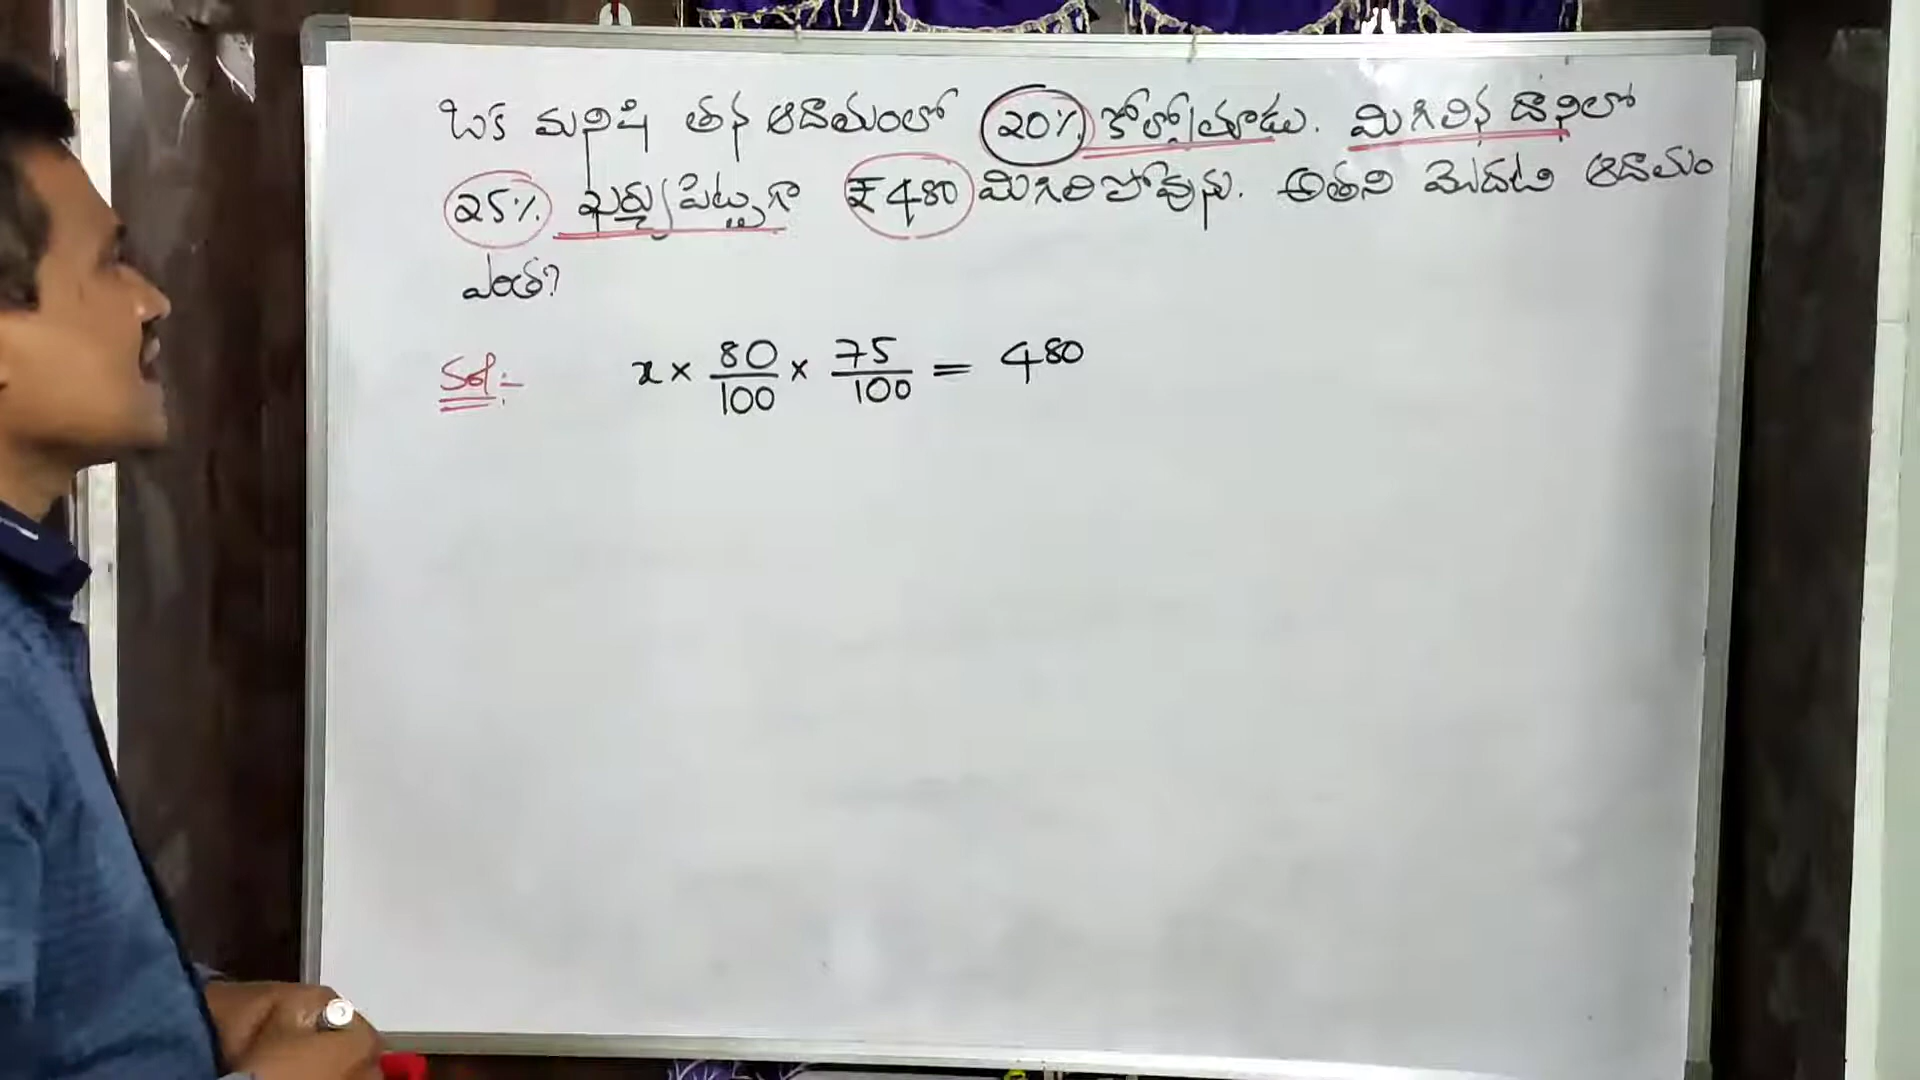 ఒక మనిషి తన ఆదాయంలో 20% కోల్పోతాడు. మిగిలిన దానిలో
25% ఖర్చు పెట్టగా ₹480 మిగిలిపోవును. అతని మొదటి ఆదాయం
ఎంత?
Sol:- x × 80/100 × 75/100 = 480